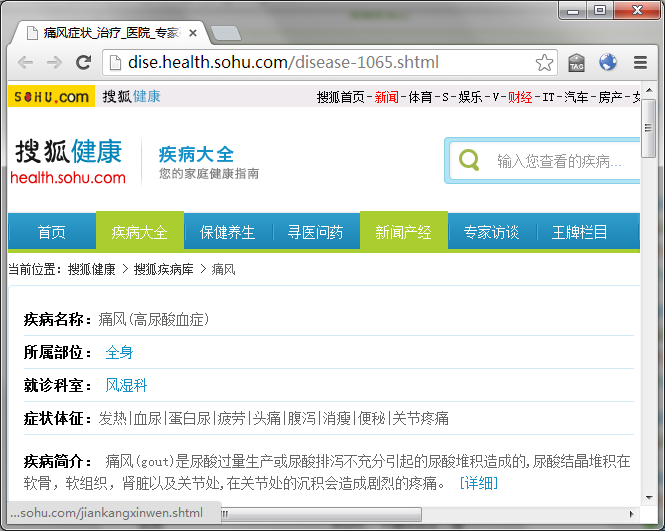 痛风症状_治疗_医院_专家
dise.health.sohu.com/disease-1065.shtml
TAG
SOHU.com 搜狐健康 搜狐首页-新闻-体育-S-娱乐-V-财经-IT-汽车-房产-女
搜狐健康 疾病大全
health.sohu.com 您的家庭健康指南
输入您查看的疾病...
首页 疾病大全 保健养生 寻医问药 新闻产经 专家访谈 王牌栏目
当前位置：搜狐健康 > 搜狐疾病库 > 痛风
疾病名称：痛风(高尿酸血症)
所属部位： 全身
就诊科室： 风湿科
症状体征：发热|血尿|蛋白尿|疲劳|头痛|腹泻|消瘦|便秘|关节疼痛
疾病简介： 痛风(gout)是尿酸过量生产或尿酸排泻不充分引起的尿酸堆积造成的,尿酸结晶堆积在
软骨，软组织，肾脏以及关节处,在关节处的沉积会造成剧烈的疼痛。 [详细]
...sohu.com/jiankangxinwen.shtml